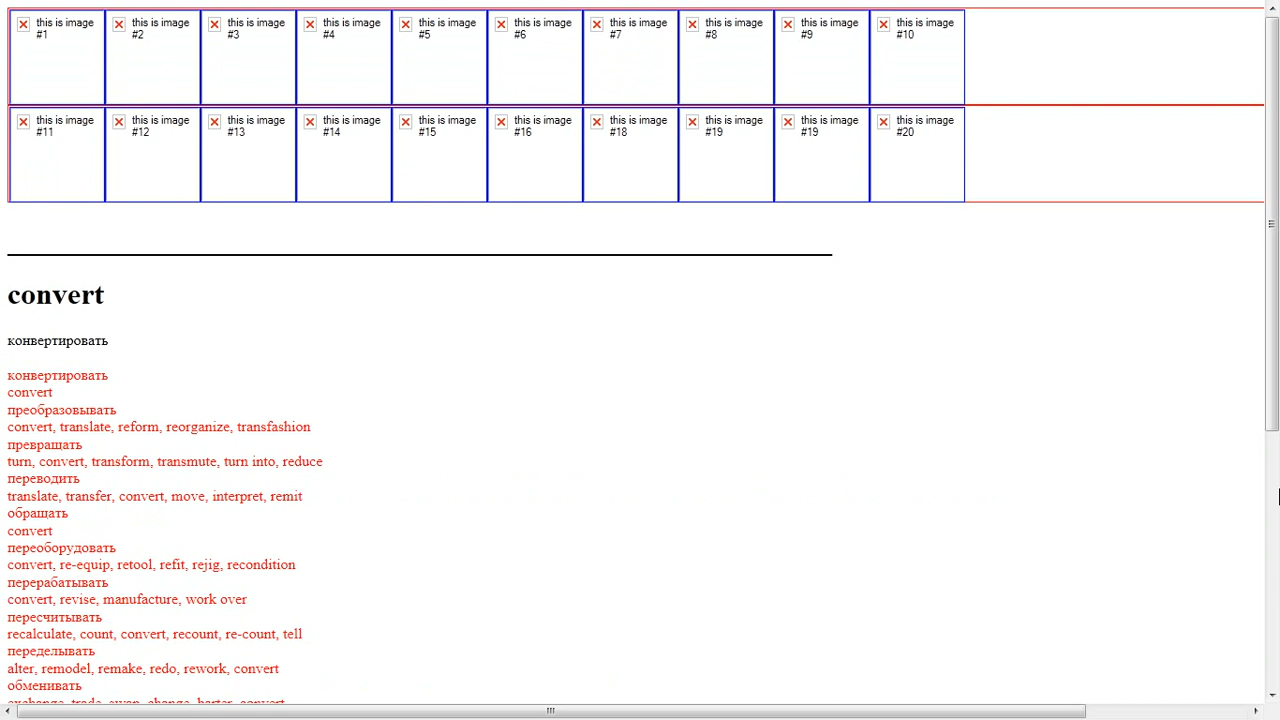 this is image #1 this is image #2 this is image #3 this is image #4 this is image #5 this is image #6 this is image #7 this is image #8 this is image #9 this is image #10
this is image #11 this is image #12 this is image #13 this is image #14 this is image #15 this is image #16 this is image #18 this is image #19 this is image #19 this is image #20
convert
конвертировать
конвертировать
convert
преобразовывать
convert, translate, reform, reorganize, transfashion
превращать
turn, convert, transform, transmute, turn into, reduce
переводить
translate, transfer, convert, move, interpret, remit
обращать
convert
переоборудовать
convert, re-equip, retool, refit, rejig, recondition
перерабатывать
convert, revise, manufacture, work over
пересчитывать
recalculate, count, convert, recount, re-count, tell
переделывать
alter, remodel, remake, redo, rework, convert
обменивать
exchange, trade, swap, change, barter, convert